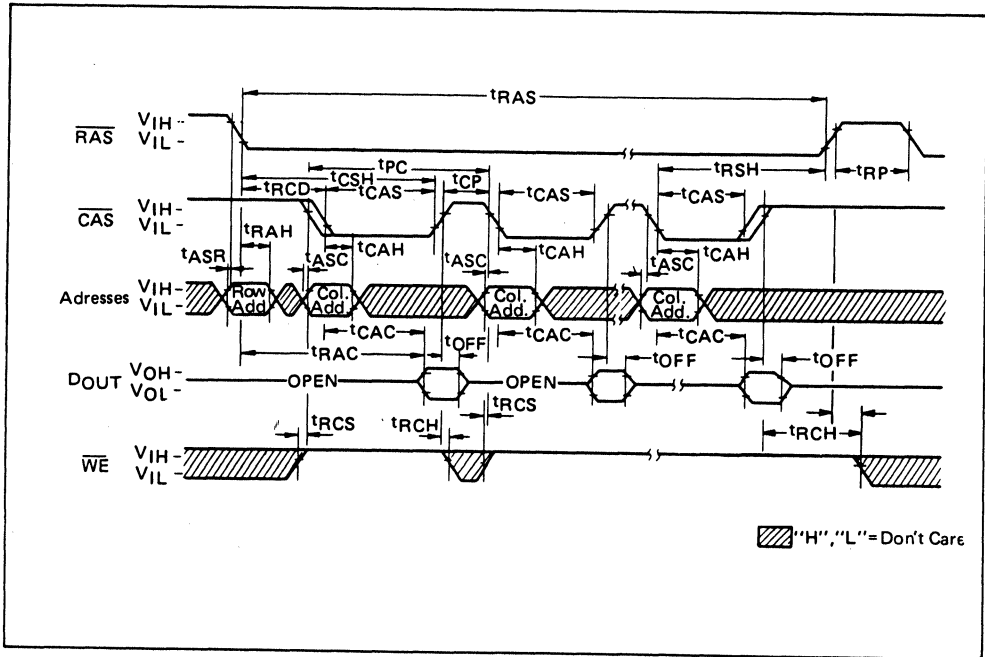 tRAS
VIH
RAS
VIL
tRP
tPC
tRSH
tCSH
tCP
tRCD
tCAS
tCAS
tCAS
VIH
CAS
VIL
tRAH
tCAH
tCAH
tCAH
tASR
tASC
tASC
tASC
VIH
Adresses
VIL
Row Add.
Col. Add.
Col. Add.
Col. Add.
tCAC
tCAC
tCAC
tRAC
tOFF
tOFF
tOFF
VOH
DOUT
VOL
OPEN
OPEN
tRCS
tRCH
tRCS
tRCH
VIH
WE
VIL
"H","L"=Don't Care